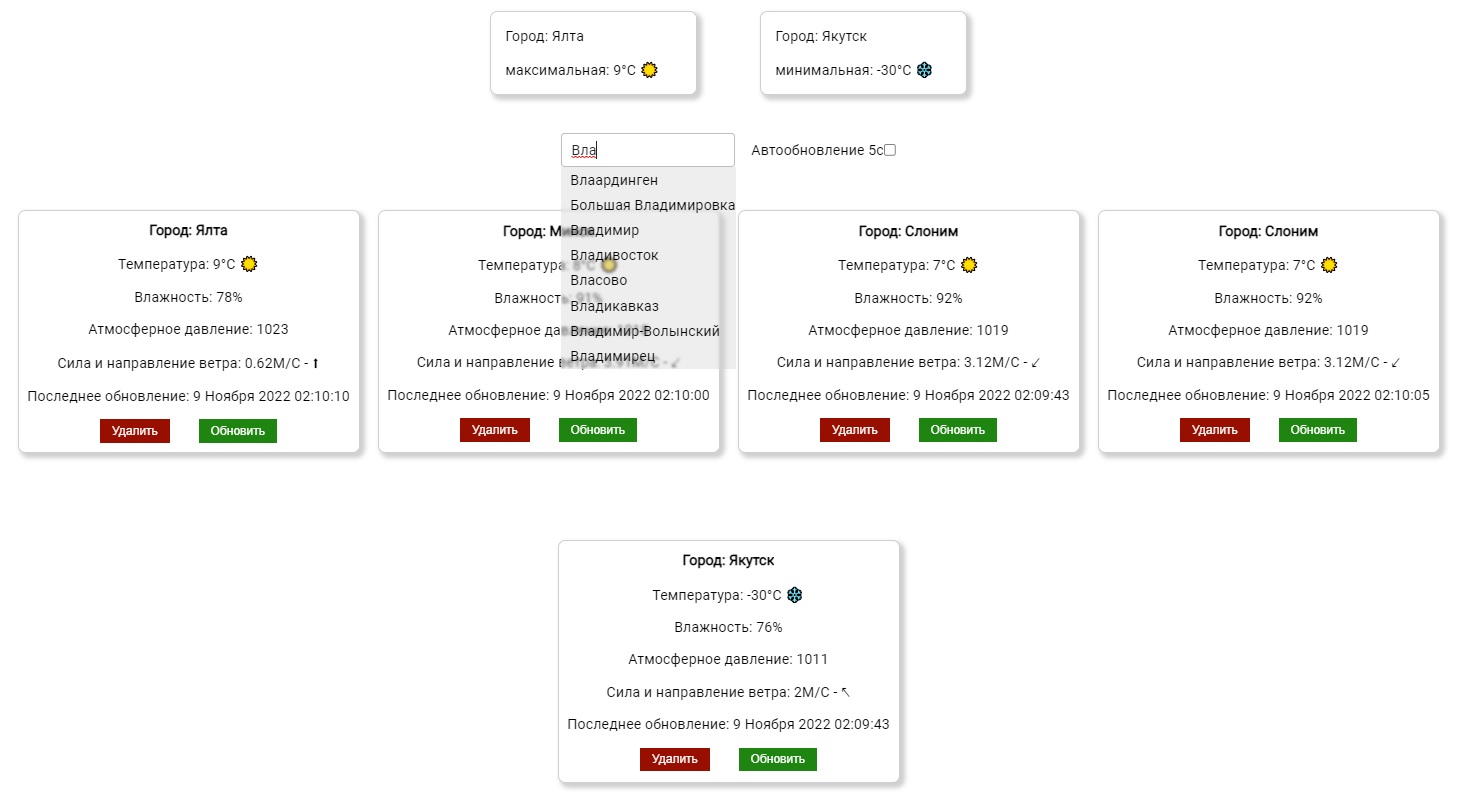 Город: Ялта
максимальная: 9°C
Город: Якутск
минимальная: -30°C
Вла
Автообновление 5с
Влаардинген
Большая Владимировка
Владимир
Владивосток
Власово
Владикавказ
Владимир-Волынский
Владимирец
Город: Ялта
Температура: 9°C
Влажность: 78%
Атмосферное давление: 1023
Сила и направление ветра: 0.62М/С - ↑
Последнее обновление: 9 Ноября 2022 02:10:10
Удалить
Обновить
Город:
Температура: 8°C
Влажность: 91%
Атмосферное давление:
Сила и направление ветра: - ↙
Последнее обновление: 9 Ноября 2022 02:10:00
Удалить
Обновить
Город: Слоним
Температура: 7°C
Влажность: 92%
Атмосферное давление: 1019
Сила и направление ветра: 3.12М/С - ↙
Последнее обновление: 9 Ноября 2022 02:09:43
Удалить
Обновить
Город: Слоним
Температура: 7°C
Влажность: 92%
Атмосферное давление: 1019
Сила и направление ветра: 3.12М/С - ↙
Последнее обновление: 9 Ноября 2022 02:10:05
Удалить
Обновить
Город: Якутск
Температура: -30°C
Влажность: 76%
Атмосферное давление: 1011
Сила и направление ветра: 2М/С - ↖
Последнее обновление: 9 Ноября 2022 02:09:43
Удалить
Обновить